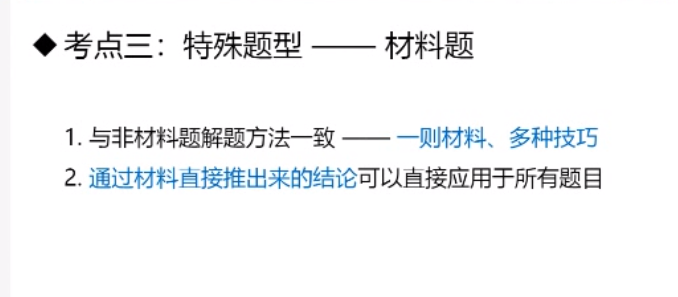 ◆ 考点三：特殊题型 —— 材料题
1. 与非材料题解题方法一致 —— 一则材料、多种技巧
2. 通过材料直接推出来的结论可以直接应用于所有题目